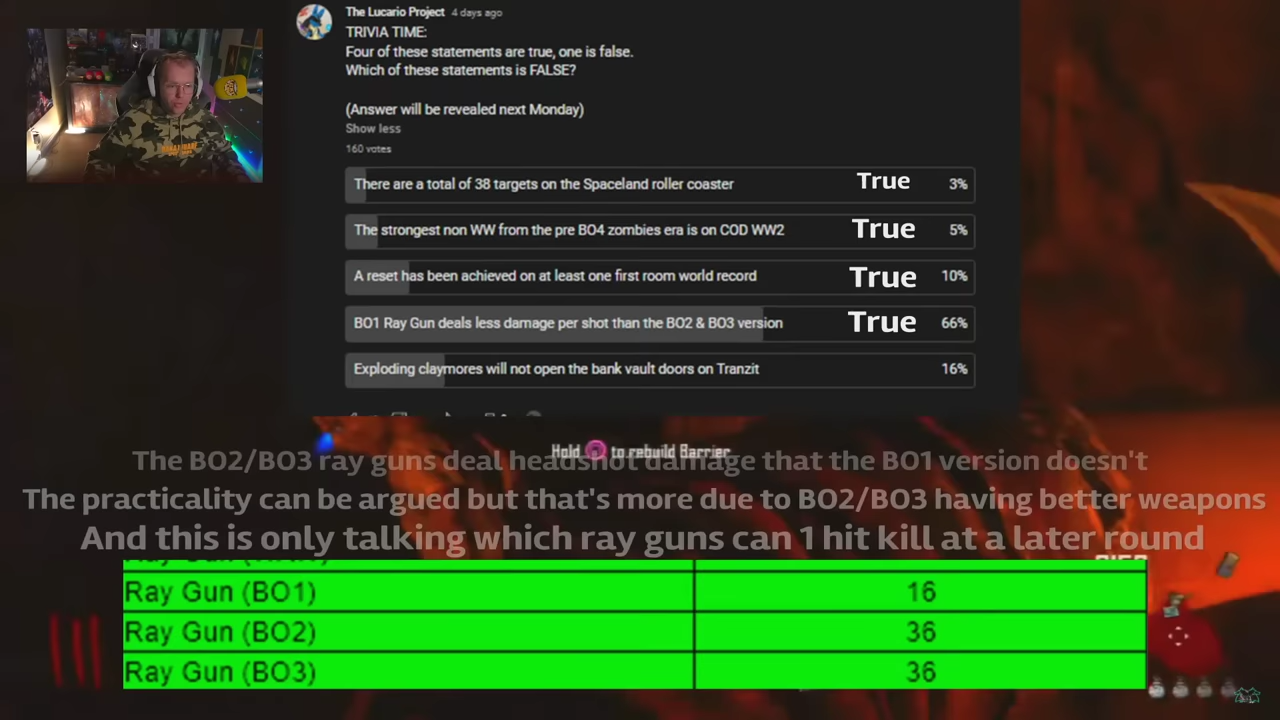 The Lucario Project 4 days ago
TRIVIA TIME:
Four of these statements are true, one is false.
Which of these statements is FALSE?
(Answer will be revealed next Monday)
Show less
160 votes
There are a total of 38 targets on the Spaceland roller coaster True 3%
The strongest non WW from the pre BO4 zombies era is on COD WW2 True 5%
A reset has been achieved on at least one first room world record True 10%
BO1 Ray Gun deals less damage per shot than the BO2 & BO3 version True 66%
Exploding claymores will not open the bank vault doors on Tranzit 16%
Hold to rebuild Barrier
The BO2/BO3 ray guns deal headshot damage that the BO1 version doesn't
The practicality can be argued but that's more due to BO2/BO3 having better weapons
And this is only talking which ray guns can 1 hit kill at a later round
Ray Gun (BO1) 16
Ray Gun (BO2) 36
Ray Gun (BO3) 36